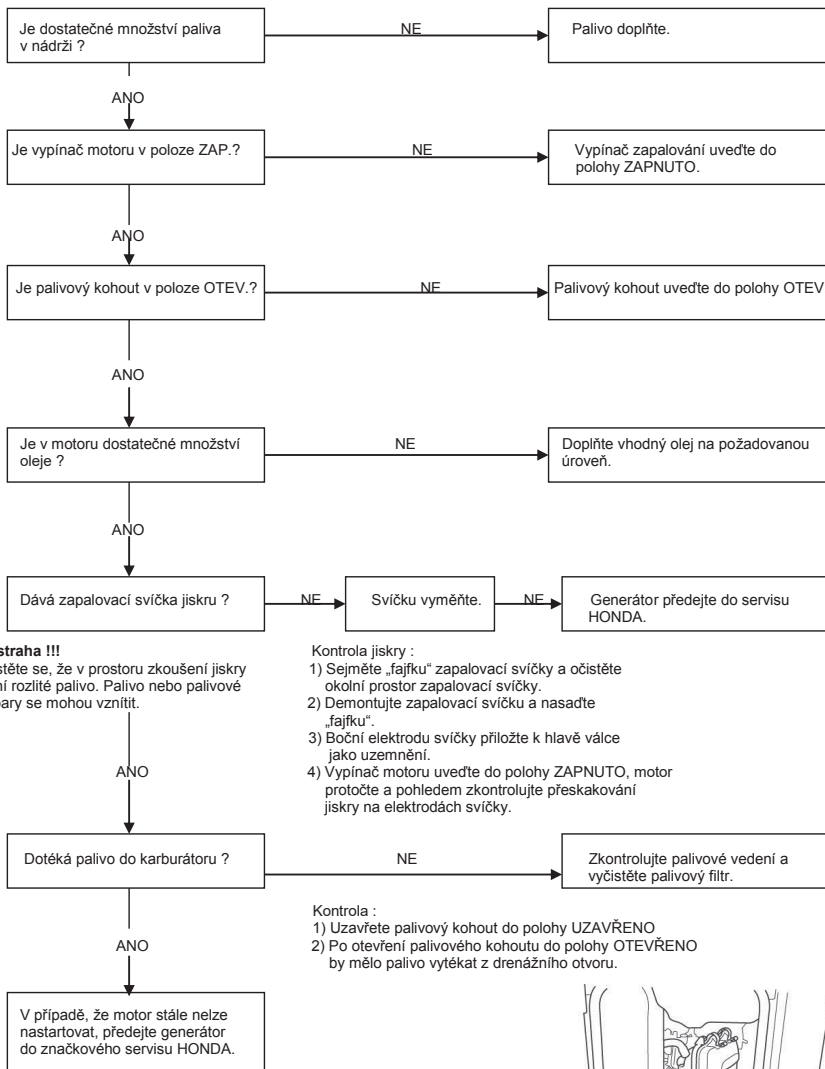 Je dostatečné množství paliva
v nádrži ?
NE
Palivo doplňte.
ANO
Je vypínač motoru v poloze ZAP.?
NE
Vypínač zapalování uveďte do
polohy ZAPNUTO.
ANO
Je palivový kohout v poloze OTEV.?
NE
Palivový kohout uveďte do polohy OTEV
ANO
Je v motoru dostatečné množství
oleje ?
NE
Doplňte vhodný olej na požadovanou
úroveň.
ANO
Dává zapalovací svíčka jiskru ?
NE
Svíčku vyměňte.
NE
Generátor předejte do servisu
HONDA.
straha !!!
stěte se, že v prostoru zkoušení jiskry
ní rozlité palivo. Palivo nebo palivové
pary se mohou vznítit.
Kontrola jiskry :
1) Sejměte „fajfku“ zapalovací svíčky a očistěte
okolní prostor zapalovací svíčky.
2) Demontujte zapalovací svíčku a nasaďte
„fajfku“.
3) Boční elektrodu svíčky přiložte k hlavě válce
jako uzemnění.
4) Vypínač motoru uveďte do polohy ZAPNUTO, motor
protočte a pohledem zkontrolujte přeskakování
jiskry na elektrodách svíčky.
ANO
Dotéká palivo do karburátoru ?
NE
Zkontrolujte palivové vedení a
vyčistěte palivový filtr.
Kontrola :
1) Uzavřete palivový kohout do polohy UZAVŘENO
2) Po otevření palivového kohoutu do polohy OTEVŘENO
by mělo palivo vytékat z drenážního otvoru.
ANO
V případě, že motor stále nelze
nastartovat, předejte generátor
do značkového servisu HONDA.